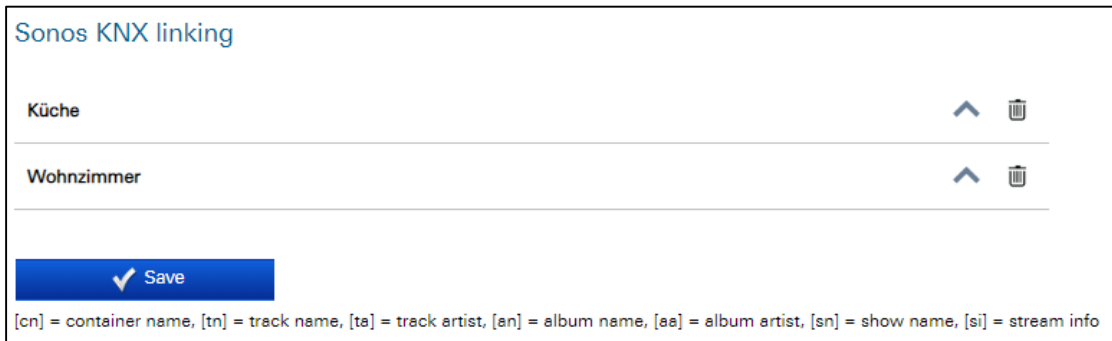 Sonos KNX linking
Küche
Wohnzimmer
Save
[cn] = container name, [tn] = track name, [ta] = track artist, [an] = album name, [aa] = album artist, [sn] = show name, [si] = stream info